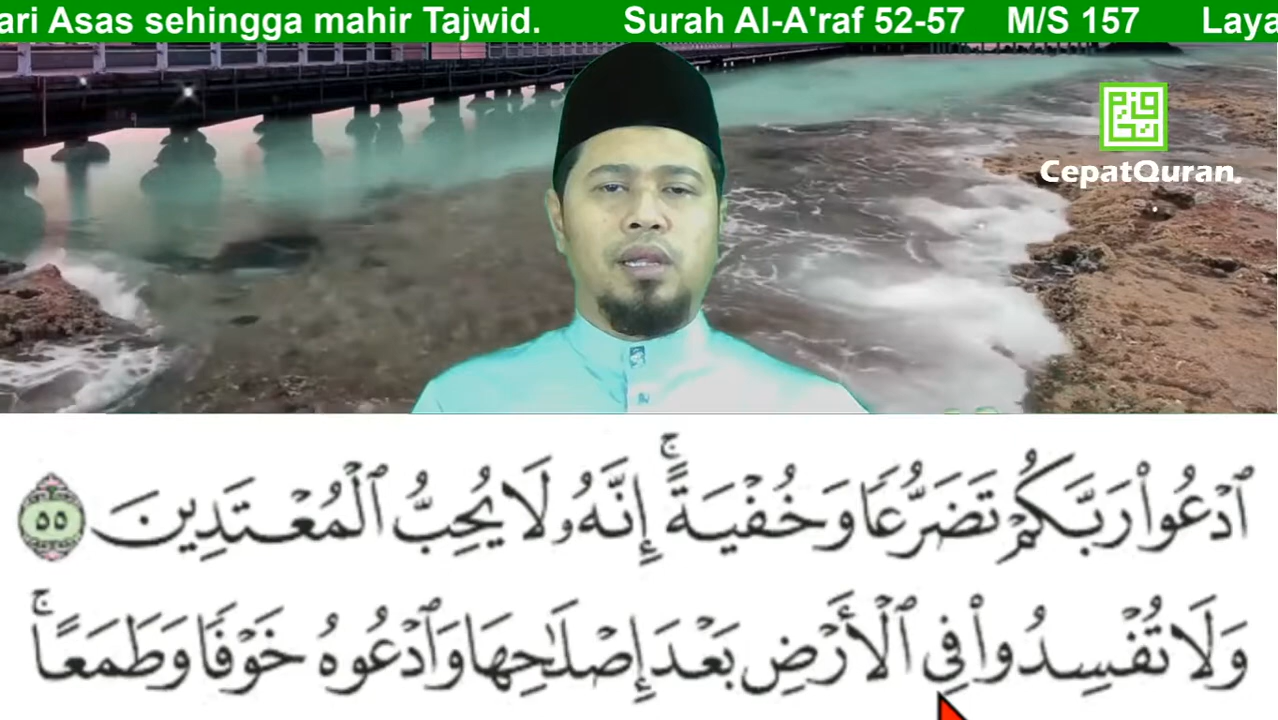 ari Asas sehingga mahir Tajwid. Surah Al-A'raf 52-57 M/S 157 Laya
CepatQuran.
ٱدْعُوا۟ رَبَّكُمْ تَضَرُّعًا وَخُفْيَةً ۚ إِنَّهُۥ لَا يُحِبُّ ٱلْمُعْتَدِينَ ٥٥
وَلَا تُفْسِدُوا۟ فِى ٱلْأَرْضِ بَعْدَ إِصْلَـٰحِهَا وَٱدْعُوهُ خَوْفًا وَطَمَعًا ۚ